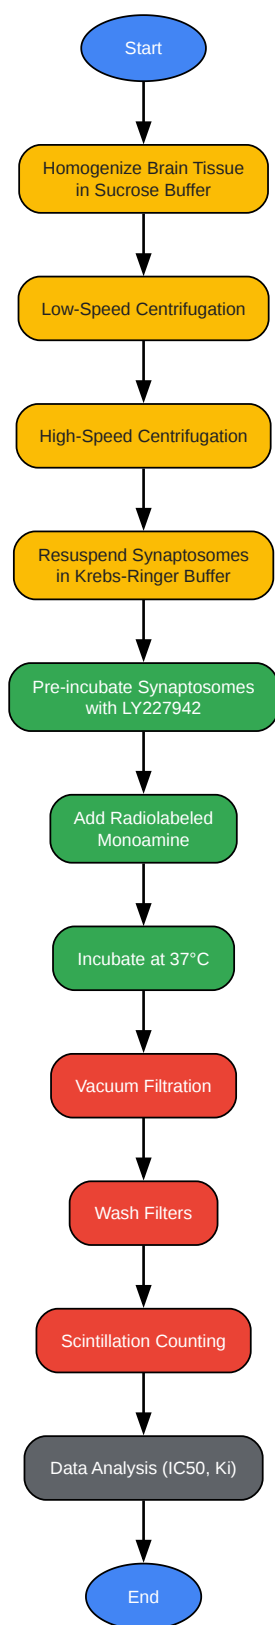 Start
Homogenize Brain Tissue
in Sucrose Buffer
Low-Speed Centrifugation
High-Speed Centrifugation
Resuspend Synaptosomes
in Krebs-Ringer Buffer
Pre-incubate Synaptosomes
with LY227942
Add Radiolabeled
Monoamine
Incubate at 37°C
Vacuum Filtration
Wash Filters
Scintillation Counting
Data Analysis (IC50, Ki)
End